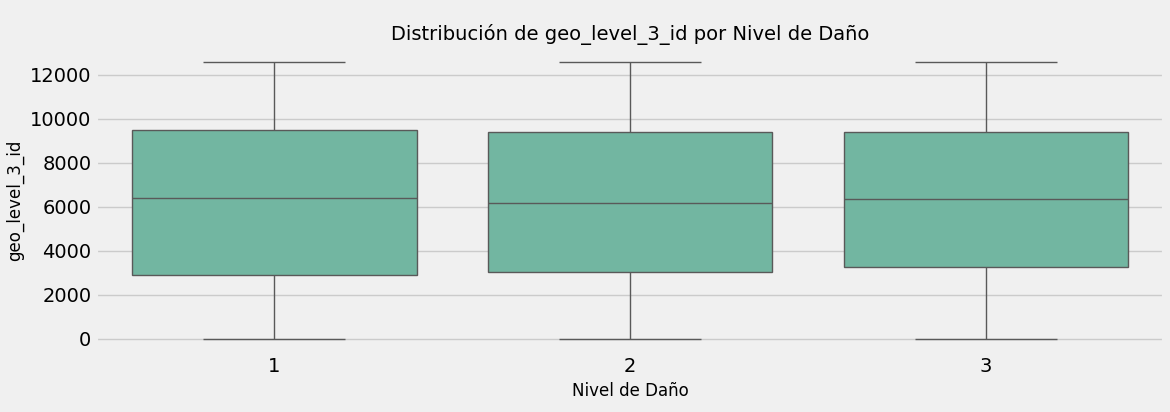 Distribución de geo_level_3_id por Nivel de Daño
geo_level_3_id
12000
10000
8000
6000
4000
2000
0
1 2 3
Nivel de Daño